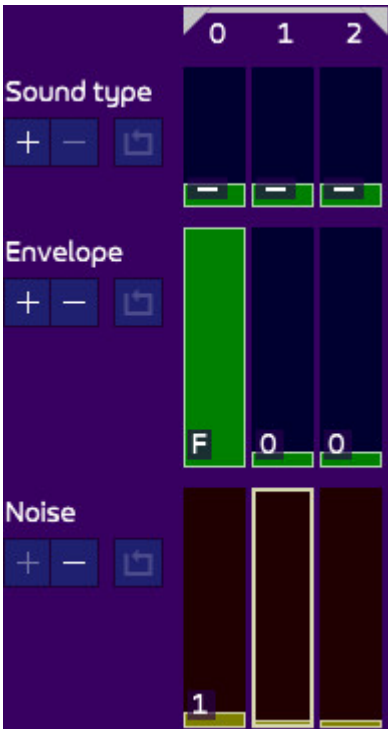 0 1 2
Sound type
+ −
− − −
Envelope
+ −
F 0 0
Noise
+ −
1